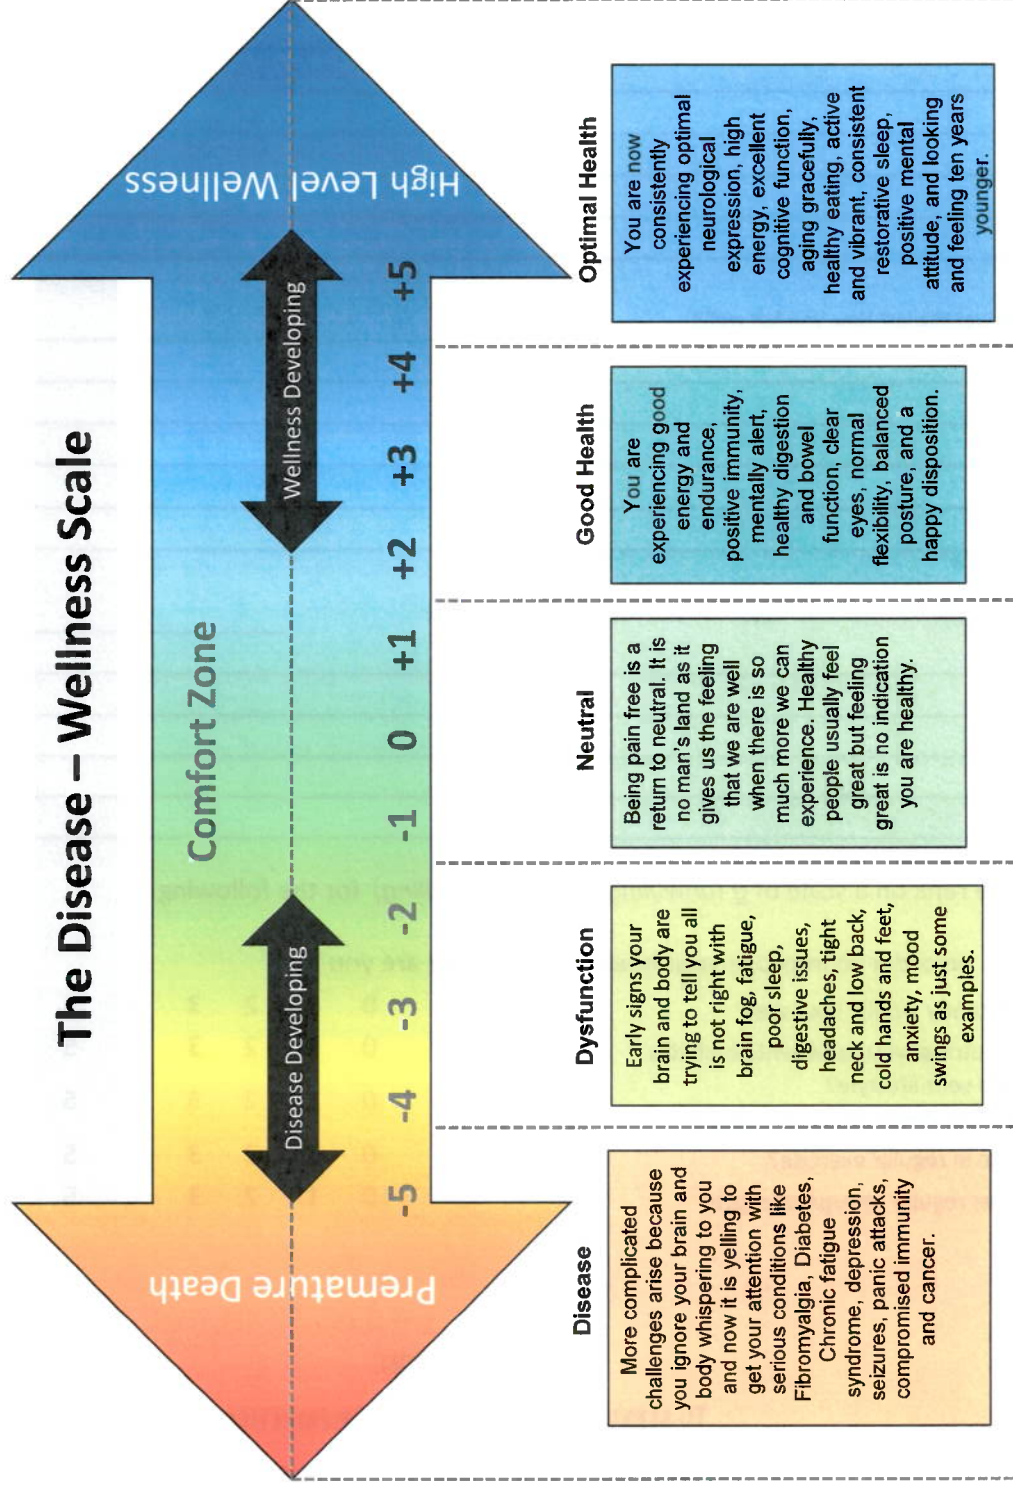 The Disease – Wellness Scale
Comfort Zone
Premature Death
Disease Developing
Wellness Developing
High Level Wellness
-5 -4 -3 -2 -1 0 +1 +2 +3 +4 +5
Disease
More complicated
challenges arise because
you ignore your brain and
body whispering to you
and now it is yelling to
get your attention with
serious conditions like
Fibromyalgia, Diabetes,
Chronic fatigue
syndrome, depression,
seizures, panic attacks,
compromised immunity
and cancer.
Dysfunction
Early signs your
brain and body are
trying to tell you all
is not right with
brain fog, fatigue,
poor sleep,
digestive issues,
headaches, tight
neck and low back,
cold hands and feet,
anxiety, mood
swings as just some
examples.
Neutral
Being pain free is a
return to neutral. It is
no man's land as it
gives us the feeling
that we are well
when there is so
much more we can
experience. Healthy
people usually feel
great but feeling
great is no indication
you are healthy.
Good Health
You are
experiencing good
energy and
endurance,
positive immunity,
mentally alert,
healthy digestion
and bowel
function, clear
eyes, normal
flexibility, balanced
posture, and a
happy disposition.
Optimal Health
You are now
consistently
experiencing optimal
neurological
expression, high
energy, excellent
cognitive function,
aging gracefully,
healthy eating, active
and vibrant, consistent
restorative sleep,
positive mental
attitude, and looking
and feeling ten years
younger.